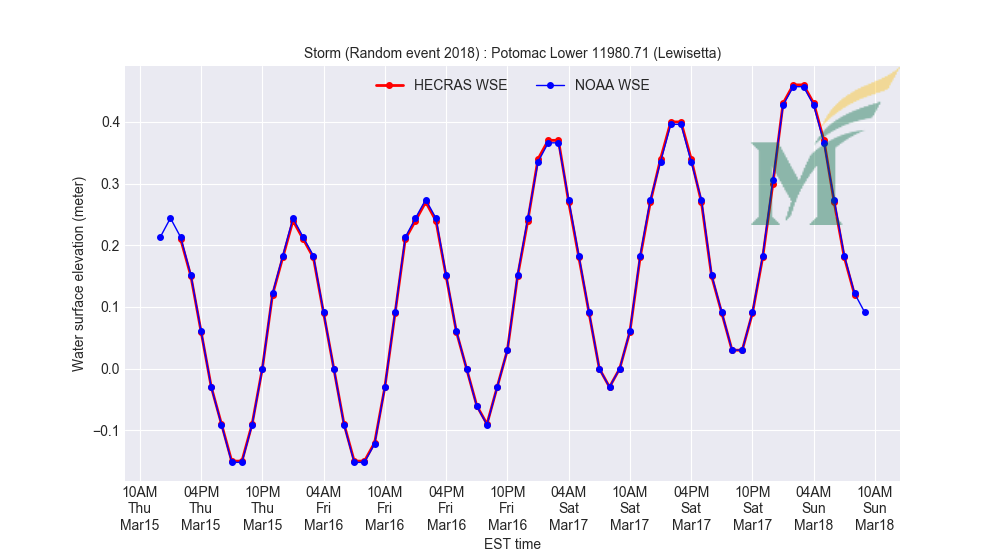 Storm (Random event 2018) : Potomac Lower 11980.71 (Lewisetta)
HECRAS WSE NOAA WSE
M
Water surface elevation (meter)
0.4
0.3
0.2
0.1
0.0
−0.1
10AM 04PM 10PM 04AM 10AM 04PM 10PM 04AM 10AM 04PM 10PM 04AM 10AM
Thu Thu Thu Fri Fri Fri Fri Sat Sat Sat Sat Sun Sun
Mar15 Mar15 Mar15 Mar16 Mar16 Mar16 Mar16 Mar17 Mar17 Mar17 Mar17 Mar18 Mar18
EST time